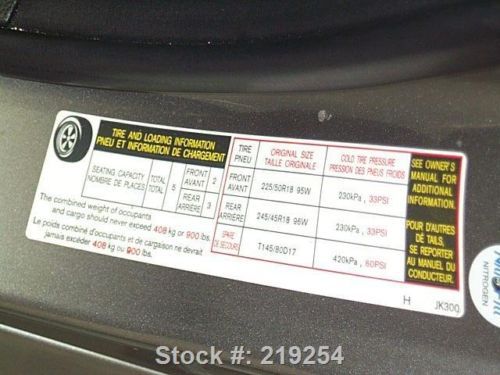 TIRE AND LOADING INFORMATION
PNEU ET INFORMATION DE CHARGEMENT
SEATING CAPACITY
NOMBRE DE PLACES
TOTAL
TOTAL
5
FRONT
AVANT
2
REAR
ARRIÈRE
3
The combined weight of occupants
and cargo should never exceed 408 kg or 900 lbs.
Le poids combiné d'occupants et de cargaison ne devrait
jamais excéder 408 kg ou 900 lbs.
TIRE
PNEU
ORIGINAL SIZE
TAILLE ORIGINALE
COLD TIRE PRESSURE
PRESSION DES PNEUS FROIDS
FRONT
AVANT
225/50R18 95W
230kPa , 33PSI
REAR
ARRIÈRE
245/45R18 96W
230kPa , 33PSI
SPARE
DE SECOURS
T145/80D17
420kPa , 60PSI
SEE OWNER'S
MANUAL FOR
ADDITIONAL
INFORMATION.
POUR D'AUTRES
DÉ TAILS,
SE REPORTER
AU MANUEL DU
CONDUCTEUR.
H JK300
NITROGEN
Stock #: 219254